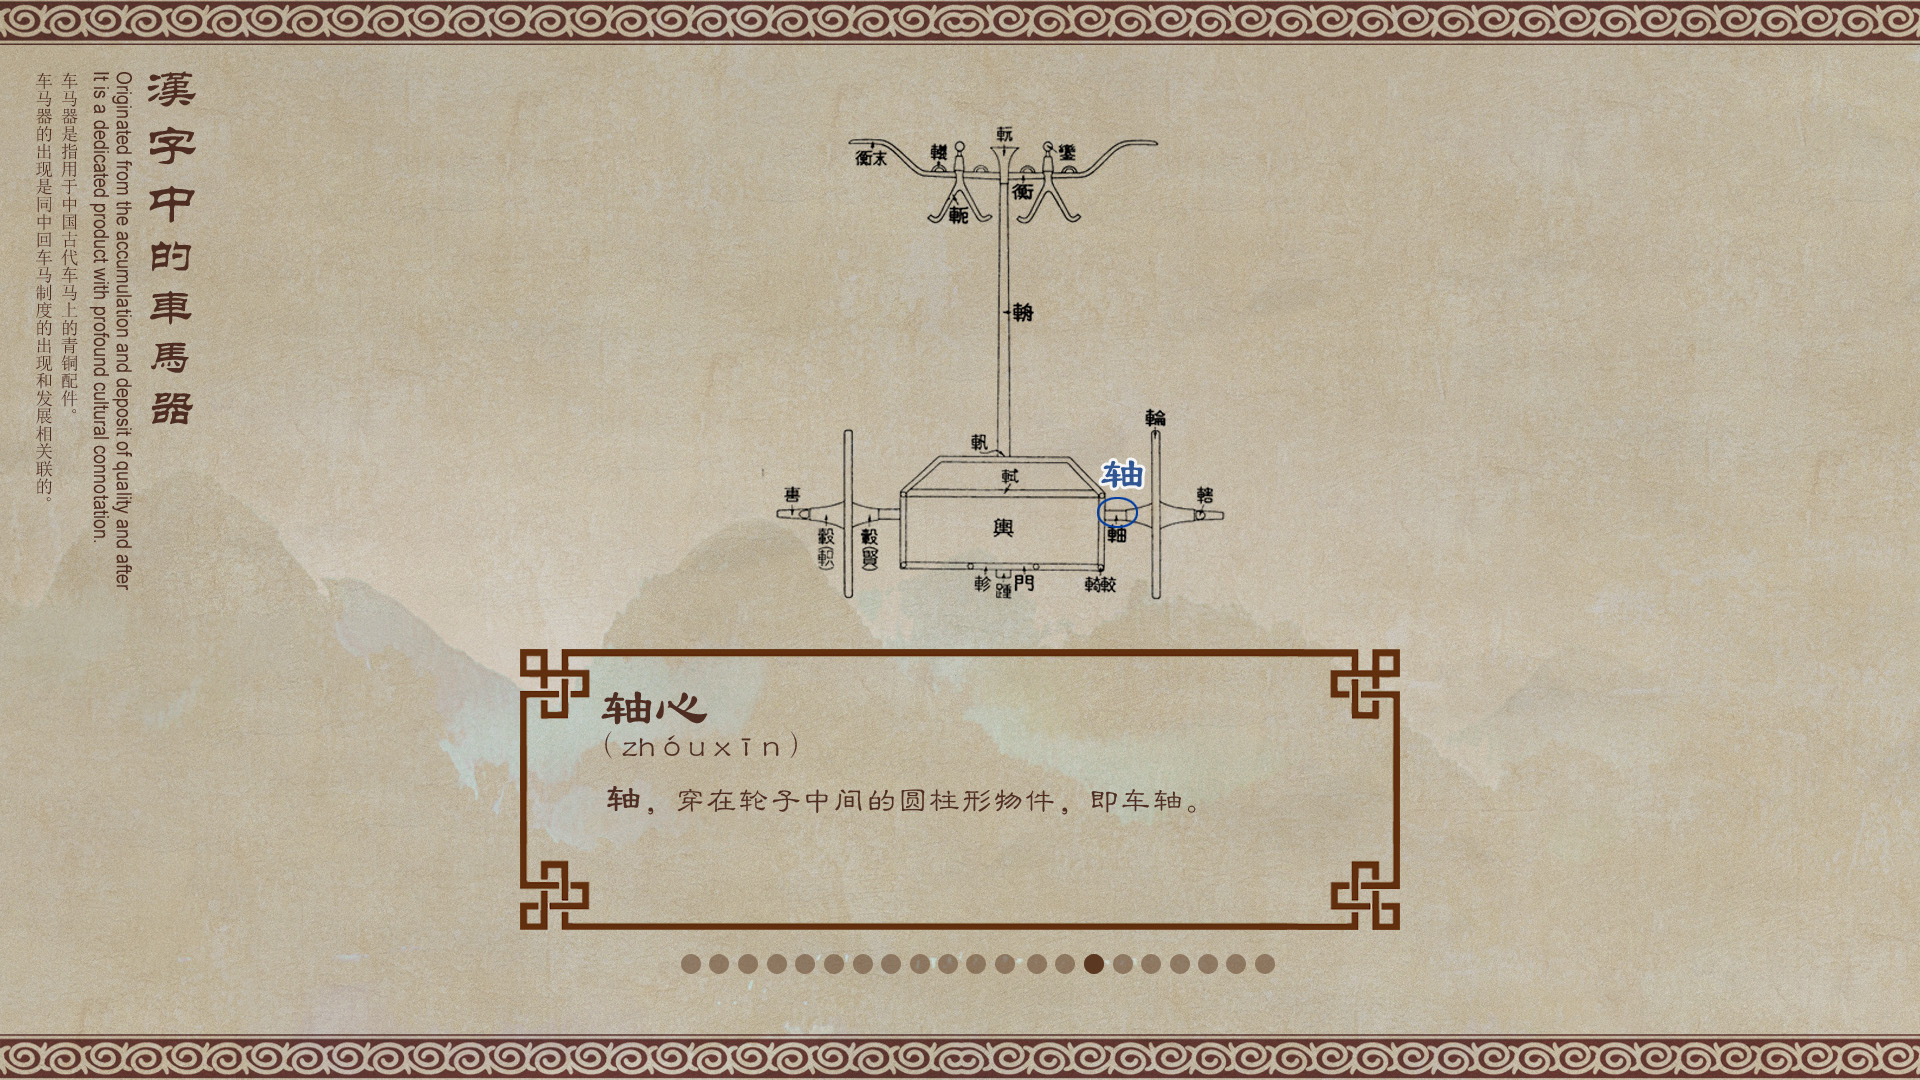 漢字中的車馬器
Originated from the accumulation and deposit of quality and after
It is a dedicated product with profound cultural connotation.
车马器是指用于中国古代车马上的青铜配件。
车马器的出现是同中回车马制度的出现和发展相关联的。
衡末
鑾
衡
軛
輈
輪
軓
軾
轴
軎
轂
(軹)
轂
(賢)
輿
軸
轄
軫
踵
門
輢較
轴心
(zhóuxīn)
轴，穿在轮子中间的圆柱形物件，即车轴。